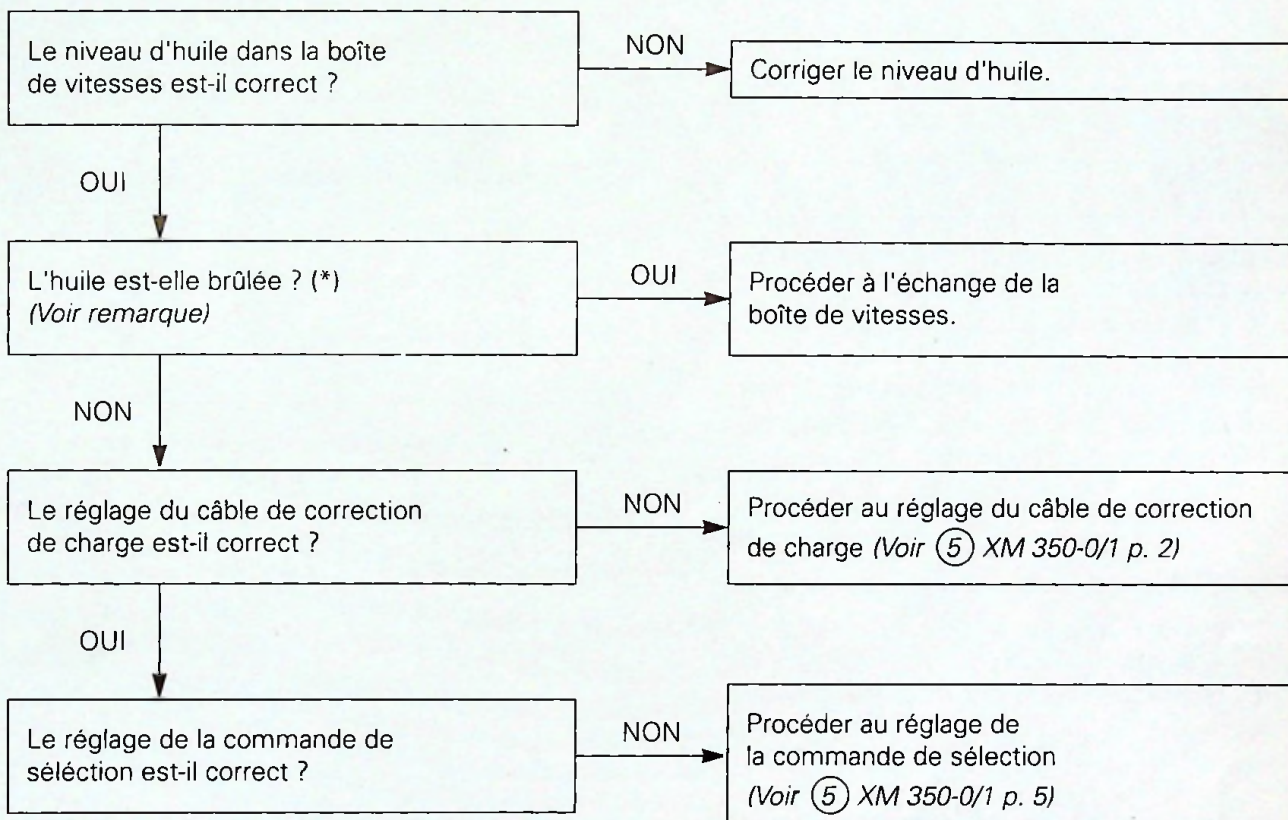 Le niveau d'huile dans la boîte
de vitesses est-il correct ?
NON
Corriger le niveau d'huile.
OUI
L'huile est-elle brûlée ? (*)
(Voir remarque)
OUI
Procéder à l'échange de la
boîte de vitesses.
NON
Le réglage du câble de correction
de charge est-il correct ?
NON
Procéder au réglage du câble de correction
de charge (Voir ⑤ XM 350-0/1 p. 2)
OUI
Le réglage de la commande de
séléction est-il correct ?
NON
Procéder au réglage de
la commande de sélection
(Voir ⑤ XM 350-0/1 p. 5)